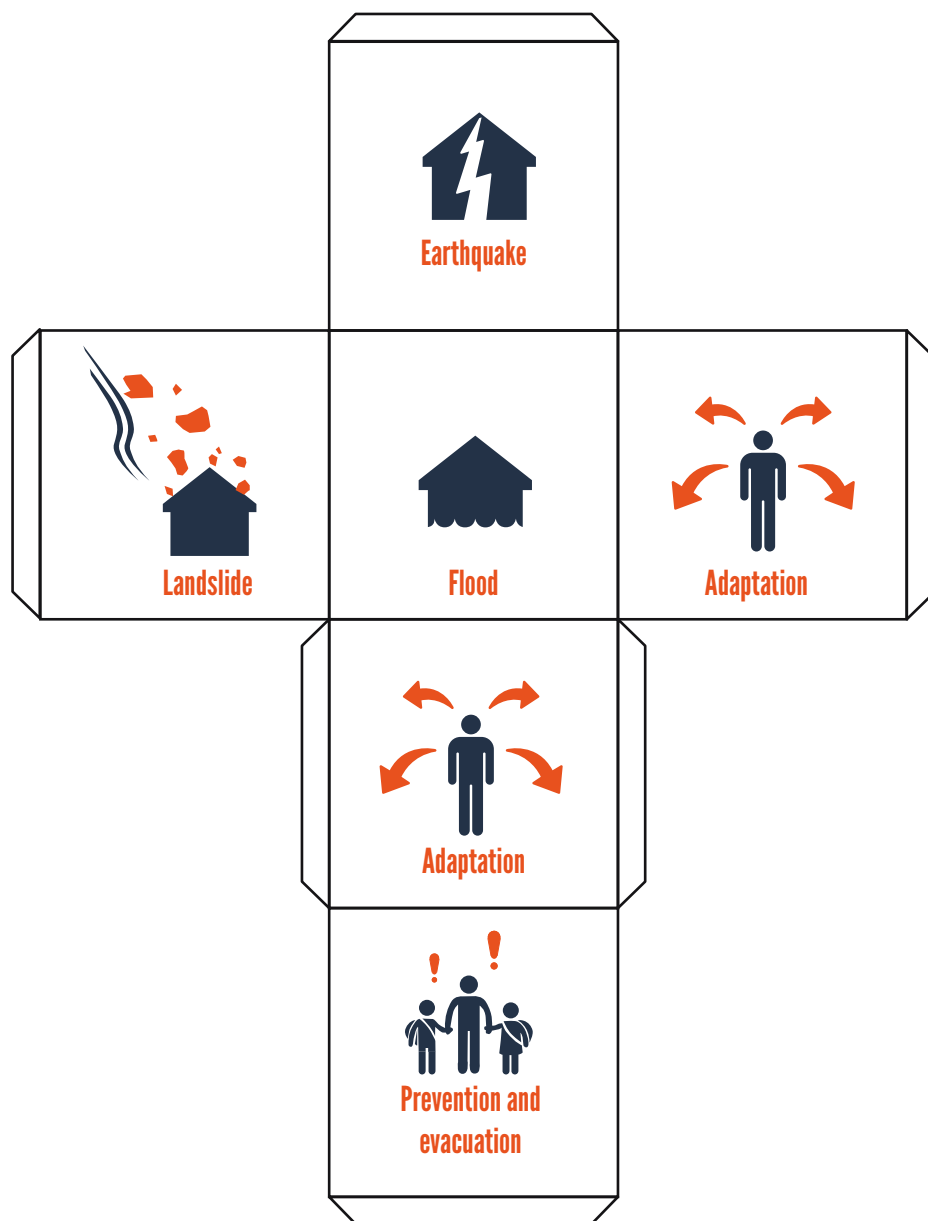 Earthquake
Landslide
Flood
Adaptation
Adaptation
Prevention and
evacuation